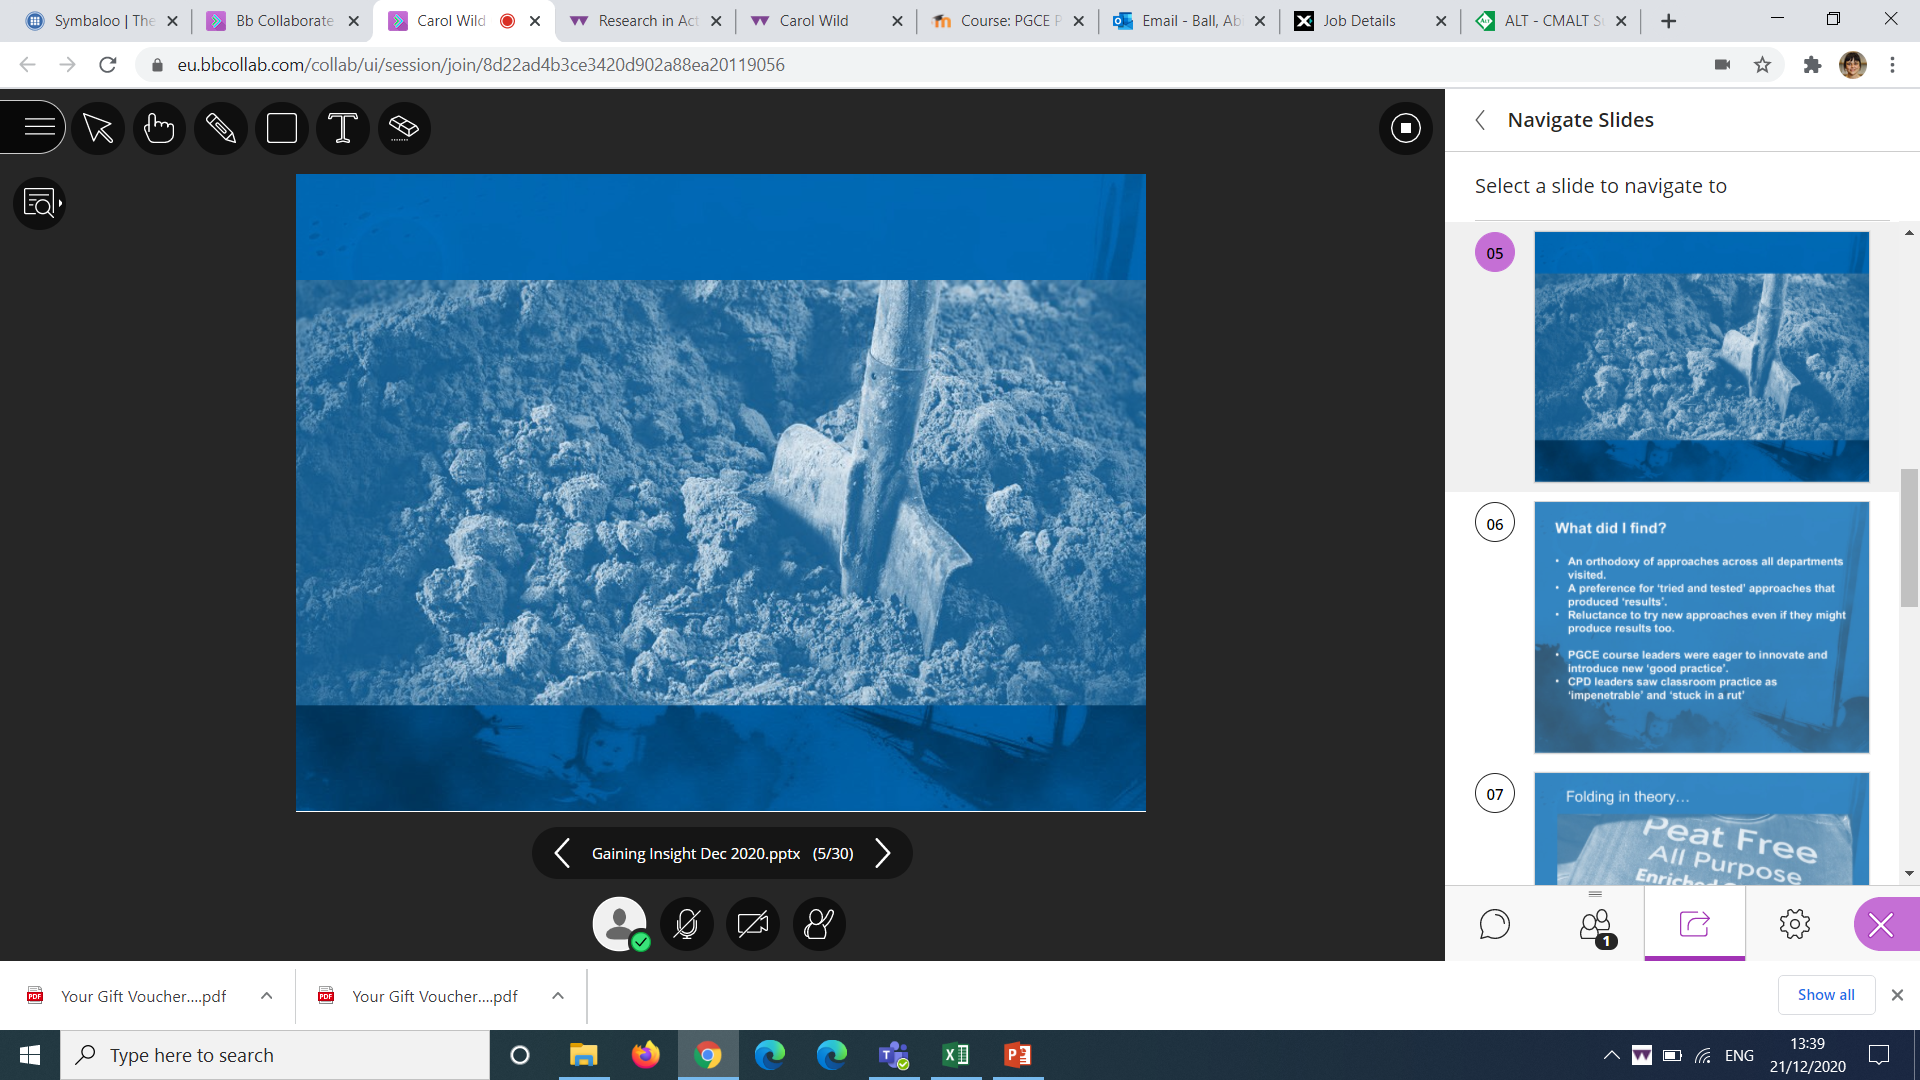 Symbaloo | The
Bb Collaborate
Carol Wild
Research in Act
Carol Wild
Course: PGCE P
Email - Ball, Ab
Job Details
ALT - CMALT S
eu.bbcollab.com/collab/ui/session/join/8d22ad4b3ce3420d902a88ea20119056
Navigate Slides
Select a slide to navigate to
05
06
What did I find?
• An orthodoxy of approaches across all departments
visited.
• A preference for ‘tried and tested’ approaches that
produced ‘results’.
• Reluctance to try new approaches even if they might
produce results too.
• PGCE course leaders were eager to innovate and
introduce new ‘good practice’.
• CPD leaders saw classroom practice as
‘impenetrable’ and ‘stuck in a rut’
07
Folding in theory…
Peat Free
All Purpose
Enriched
Gaining Insight Dec 2020.pptx (5/30)
1
PDF
Your Gift Voucher....pdf
PDF
Your Gift Voucher....pdf
Show all
Type here to search
ENG
13:39
21/12/2020